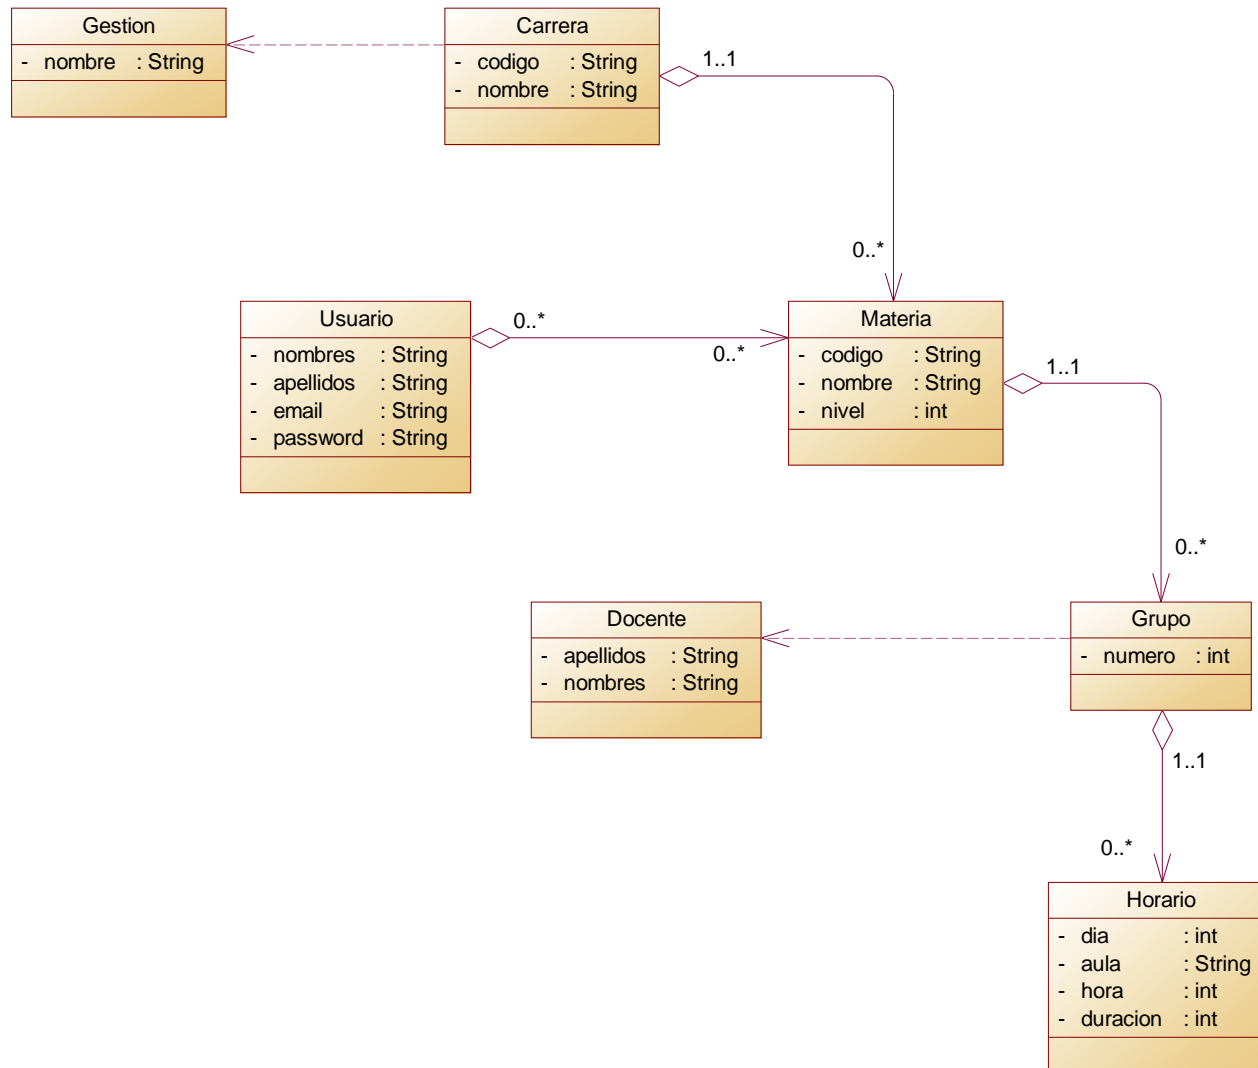 Gestion
- nombre : String
Carrera
- codigo : String
- nombre : String
1..1
0..*
Usuario
- nombres : String
- apellidos : String
- email : String
- password : String
0..*
0..*
Materia
- codigo : String
- nombre : String
- nivel : int
1..1
0..*
Docente
- apellidos : String
- nombres : String
Grupo
- numero : int
1..1
0..*
Horario
- dia : int
- aula : String
- hora : int
- duracion : int